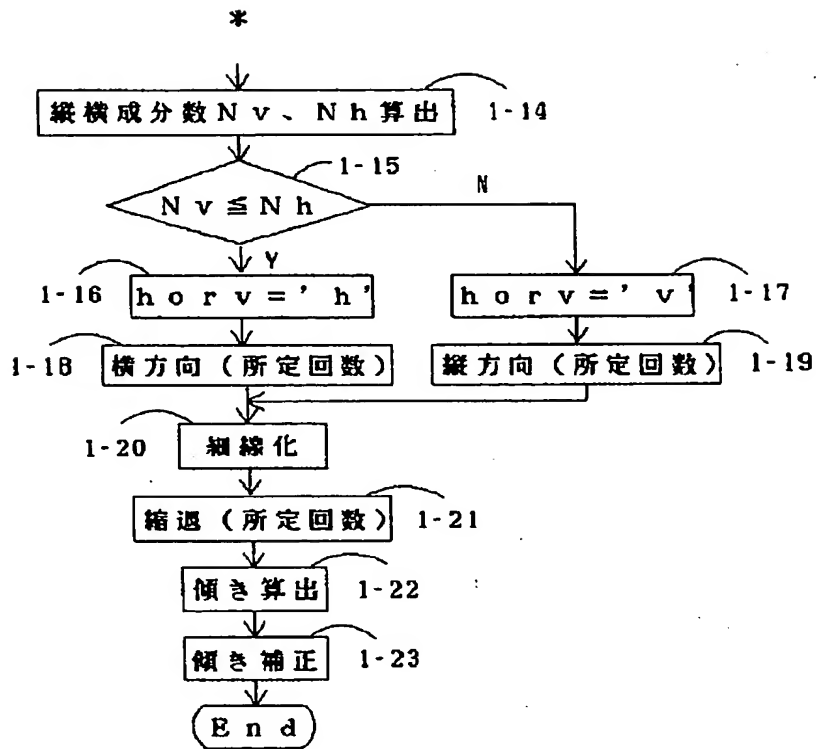 *
縦横成分数Nv、Nh算出 1-14
1-15
Nv≦Nh
N
Y
1-16 horv='h'
horv='v' 1-17
1-18 横方向(所定回数)
縦方向(所定回数) 1-19
1-20 細線化
縮退(所定回数) 1-21
傾き算出 1-22
傾き補正 1-23
End